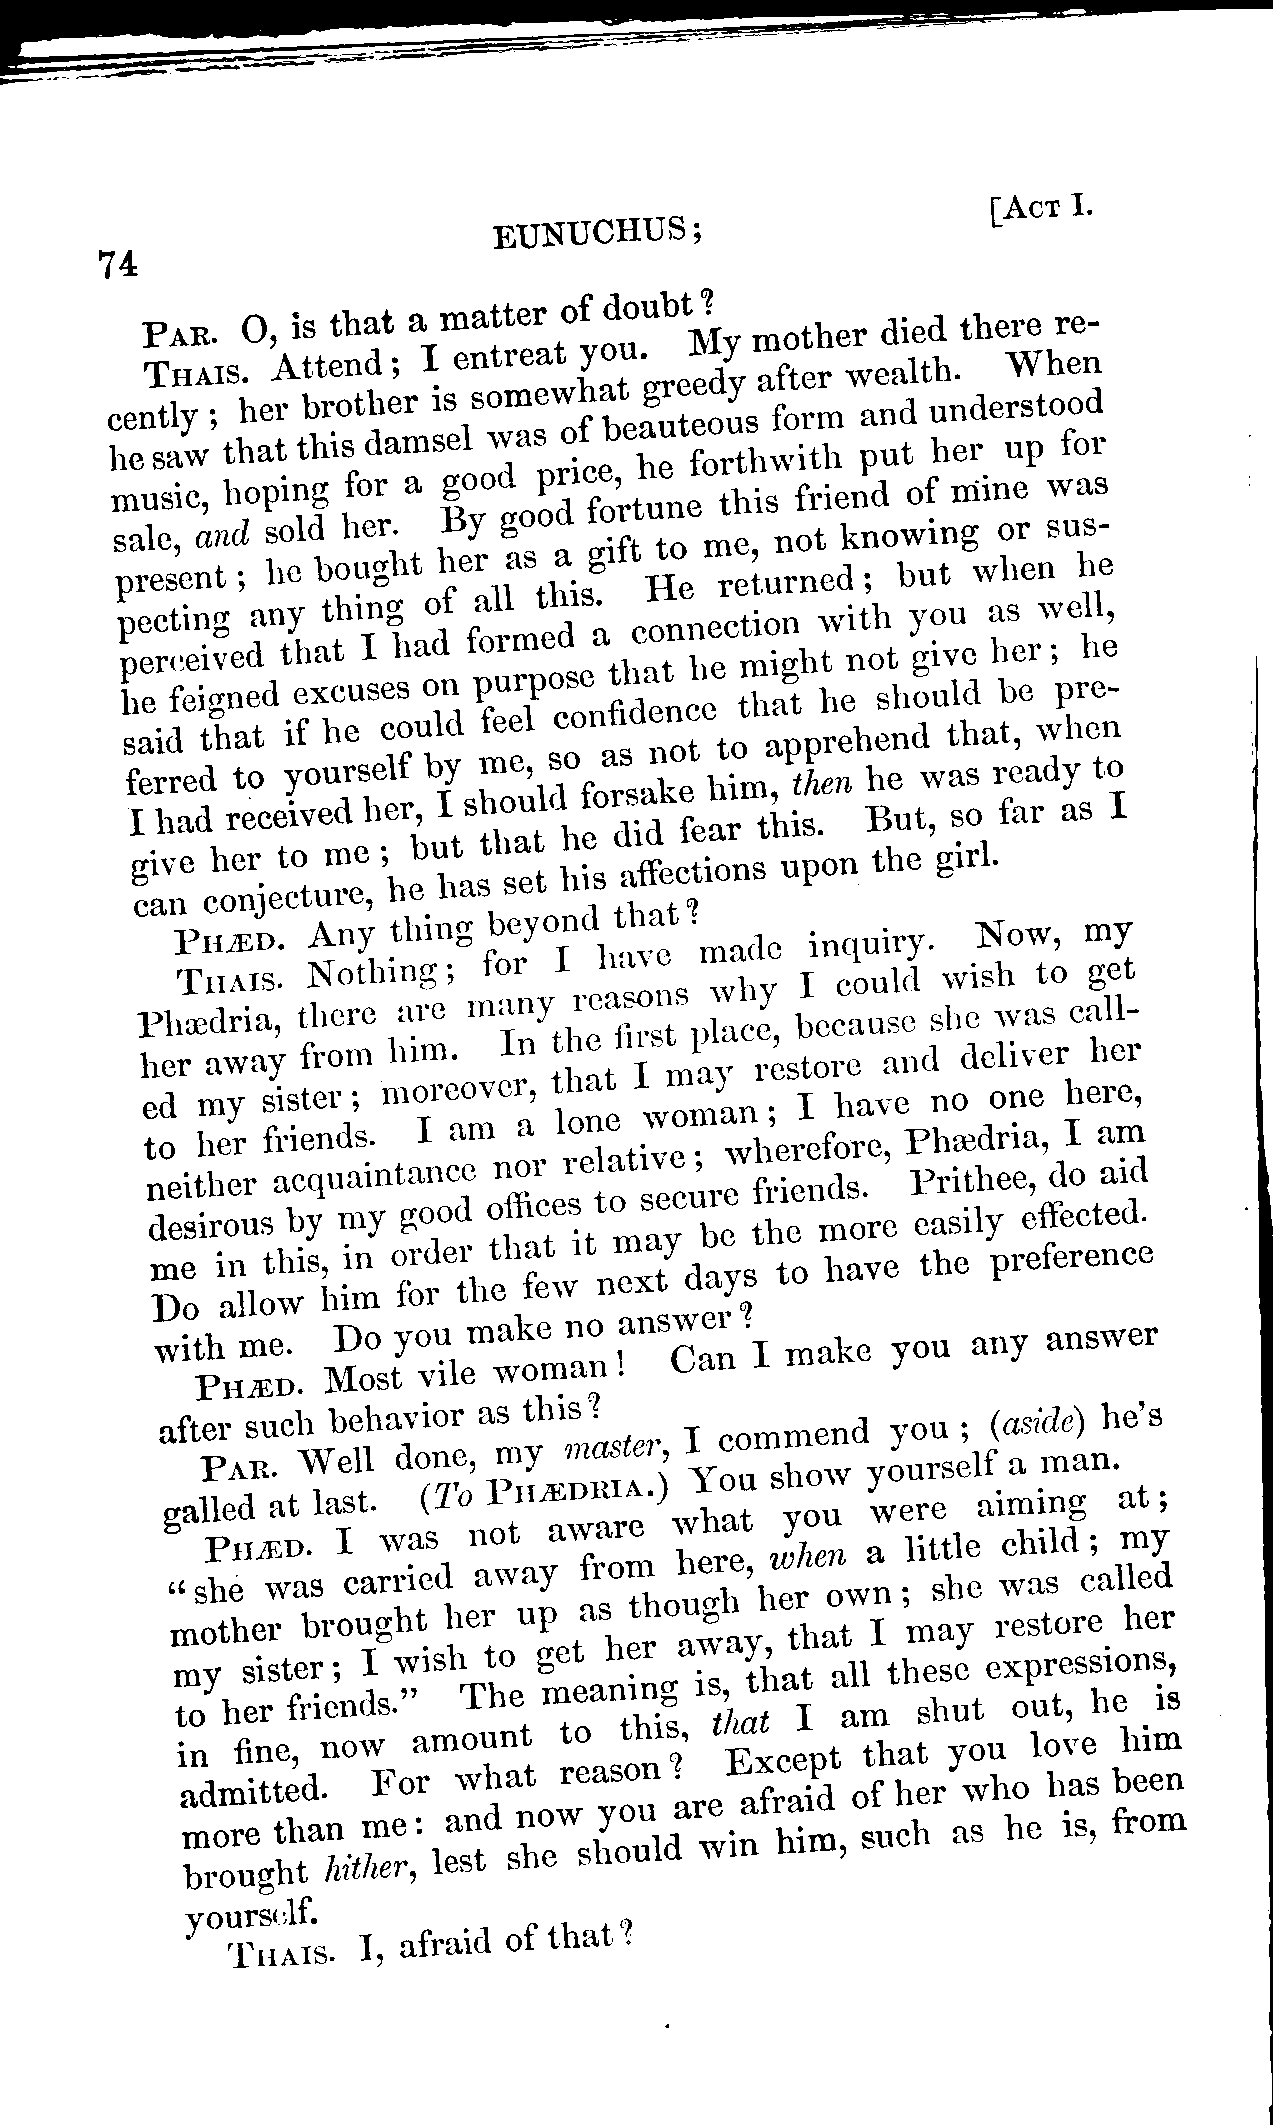 74
EUNUCHUS;
[ACT I.
PAR. O, is that a matter of doubt?
THAIS. Attend; I entreat you. My mother died there re-
cently; her brother is somewhat greedy after wealth. When
he saw that this damsel was of beauteous form and understood
music, hoping for a good price, he forthwith put her up for
sale, and sold her. By good fortune this friend of mine was
present; he bought her as a gift to me, not knowing or sus-
pecting any thing of all this. He returned; but when he
perceived that I had formed a connection with you as well,
he feigned excuses on purpose that he might not give her; he
said that if he could feel confidence that he should be pre-
ferred to yourself by me, so as not to apprehend that, when
I had received her, I should forsake him, then he was ready to
give her to me; but that he did fear this. But, so far as I
can conjecture, he has set his affections upon the girl.
PHÆD. Any thing beyond that?
THAIS. Nothing; for I have made inquiry. Now, my
Phædria, there are many reasons why I could wish to get
her away from him. In the first place, because she was call-
ed my sister; moreover, that I may restore and deliver her
to her friends. I am a lone woman; I have no one here,
neither acquaintance nor relative; wherefore, Phædria, I am
desirous by my good offices to secure friends. Prithee, do aid
me in this, in order that it may be the more easily effected.
Do allow him for the few next days to have the preference
with me. Do you make no answer?
PHÆD. Most vile woman! Can I make you any answer
after such behavior as this?
PAR. Well done, my master, I commend you; (aside) he's
galled at last. (To PHÆDRIA.) You show yourself a man.
PHÆD. I was not aware what you were aiming at;
"she was carried away from here, when a little child; my
mother brought her up as though her own; she was called
my sister; I wish to get her away, that I may restore her
to her friends." The meaning is, that all these expressions,
in fine, now amount to this, that I am shut out, he is
admitted. For what reason? Except that you love him
more than me: and now you are afraid of her who has been
brought hither, lest she should win him, such as he is, from
yourself.
THAIS. I, afraid of that?